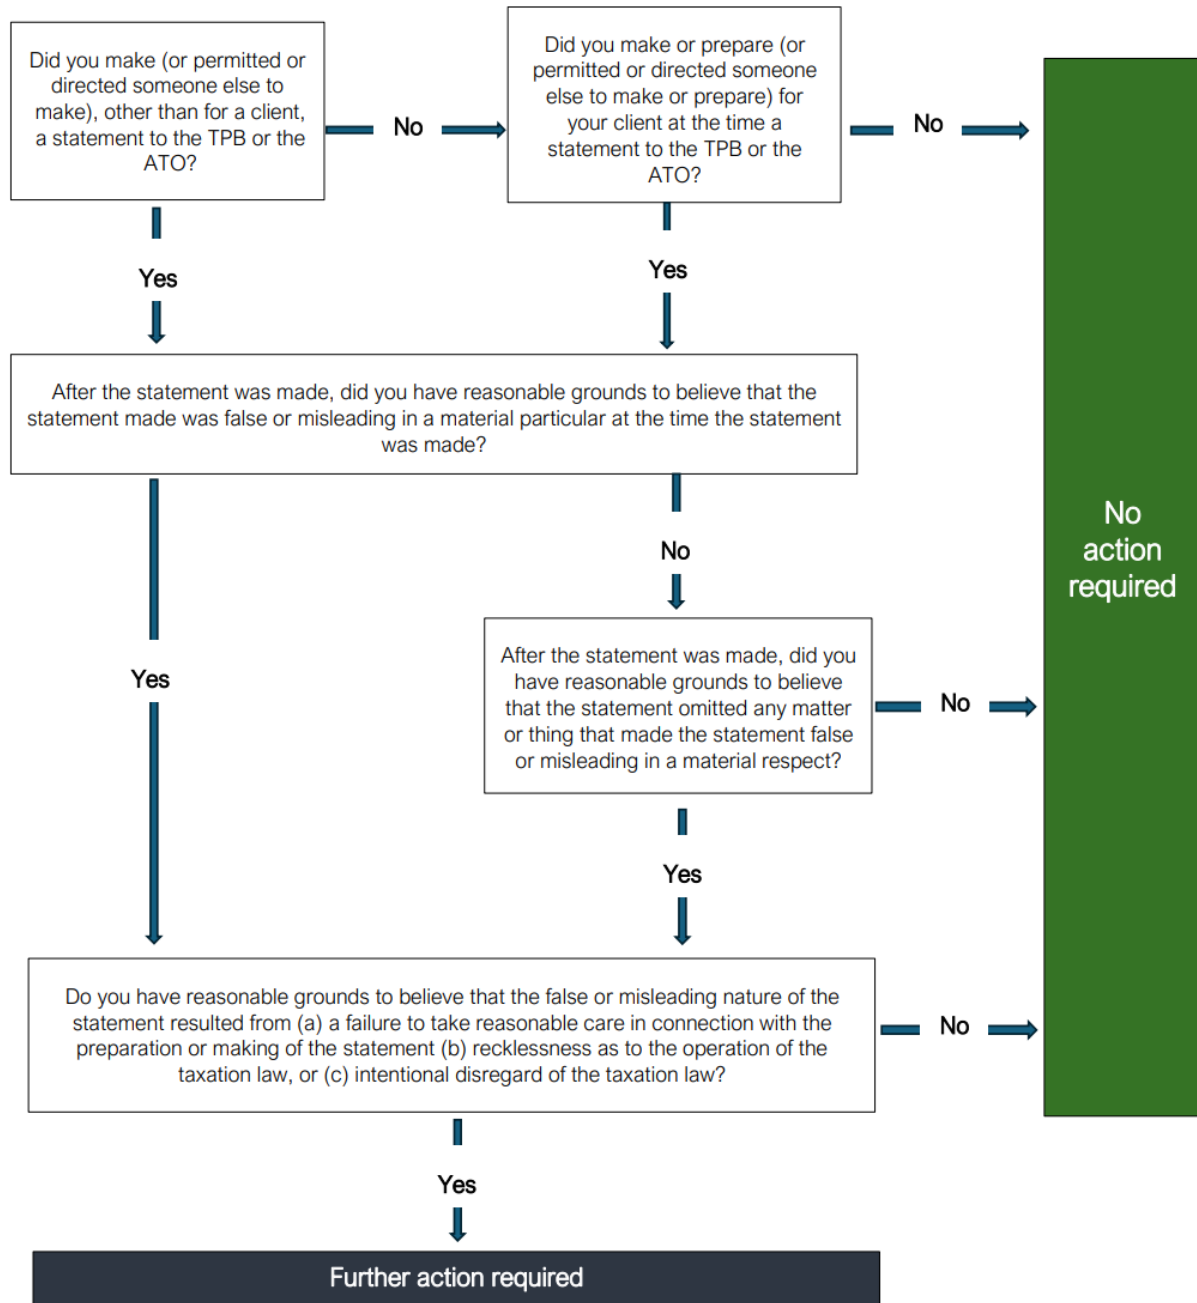 Did you make (or permitted or
directed someone else to
make), other than for a client,
a statement to the TPB or the
ATO?
No
Did you make or prepare (or
permitted or directed someone
else to make or prepare) for
your client at the time a
statement to the TPB or the
ATO?
No
Yes
Yes
After the statement was made, did you have reasonable grounds to believe that the
statement made was false or misleading in a material particular at the time the statement
was made?
No
action
required
No
Yes
After the statement was made, did you
have reasonable grounds to believe
that the statement omitted any matter
or thing that made the statement false
or misleading in a material respect?
No
Yes
Do you have reasonable grounds to believe that the false or misleading nature of the
statement resulted from (a) a failure to take reasonable care in connection with the
preparation or making of the statement (b) recklessness as to the operation of the
taxation law, or (c) intentional disregard of the taxation law?
No
Yes
Further action required